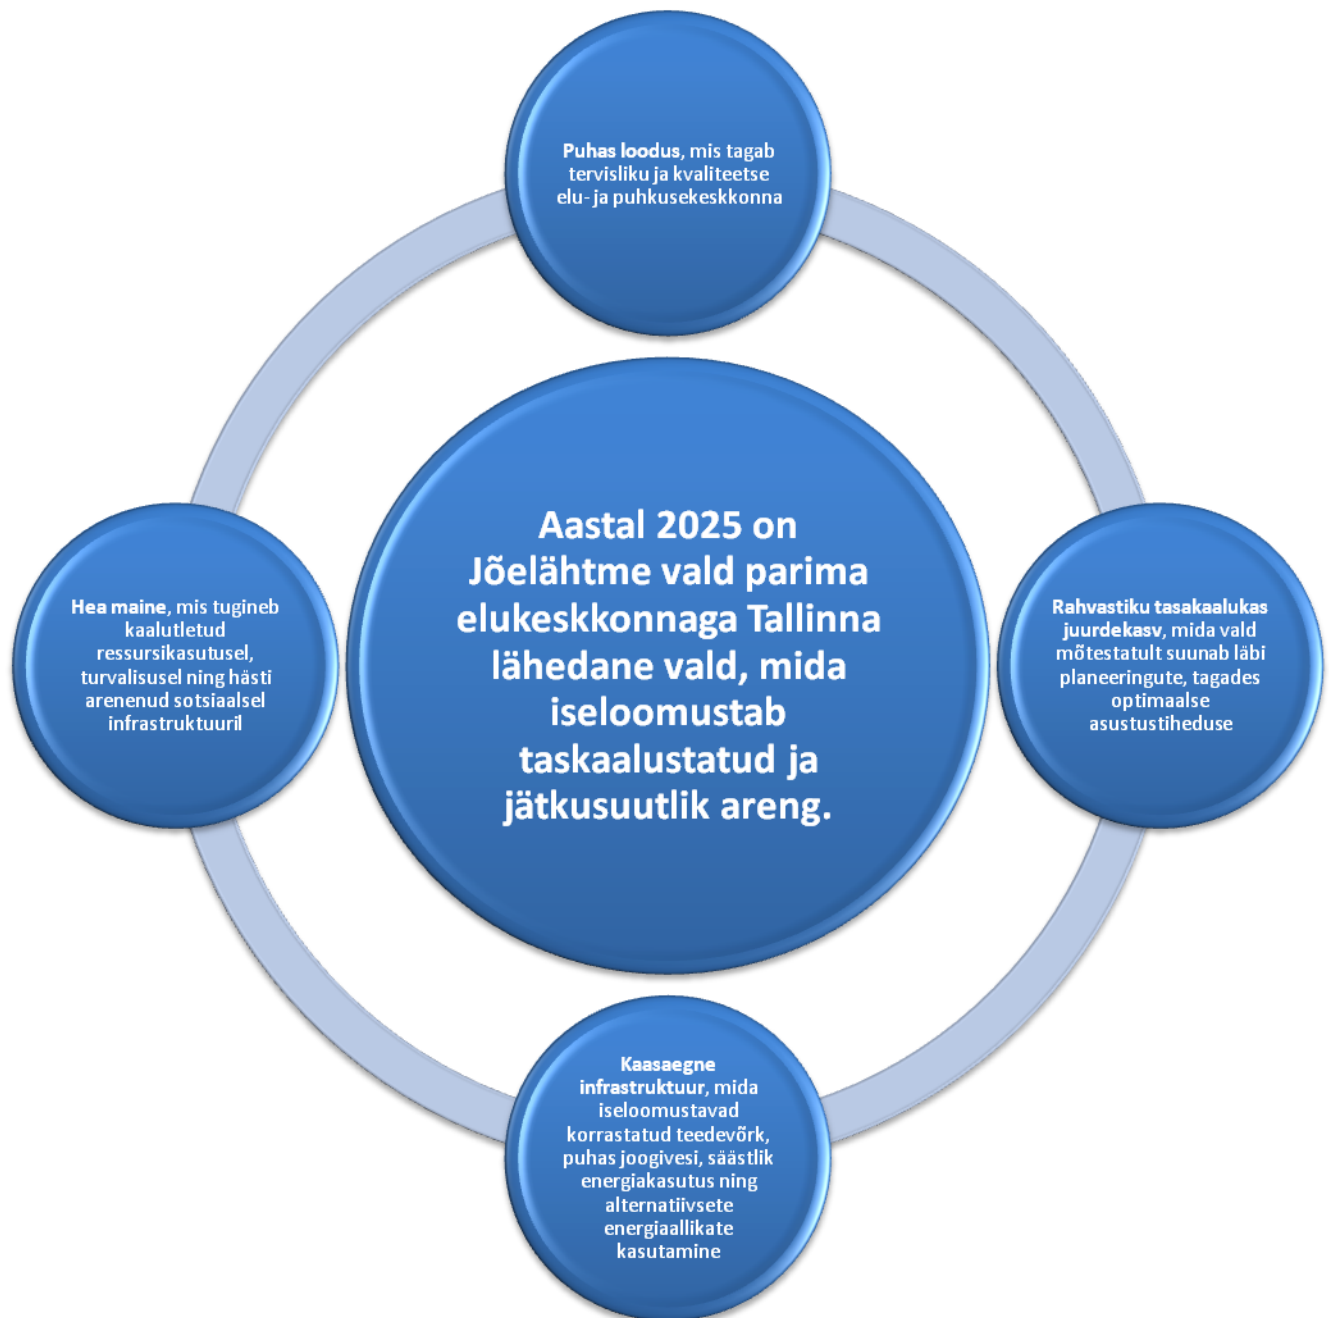 Puhas loodus, mis tagab
tervisliku ja kvaliteetse
elu- ja puhkusekeskkonna
Aastal 2025 on
Jõelähtme vald parima
elukeskkonnaga Tallinna
lähedane vald, mida
iseloomustab
taskaalustatud ja
jätkusuutlik areng.
Hea maine, mis tugineb
kaalutletud
ressursikasutusel,
turvalisusel ning hästi
arenenud sotsiaalsel
infrastruktuuril
Rahvastiku tasakaalukas
juurdekasv, mida vald
mõtestatult suunab läbi
planeeringute, tagades
optimaalse
asustustiheduse
Kaasaegne
infrastruktuur, mida
iseloomustavad
korrastatud teedevõrk,
puhas joogivesi, säästlik
energiakasutus ning
alternatiivsete
energiaallikate
kasutamine